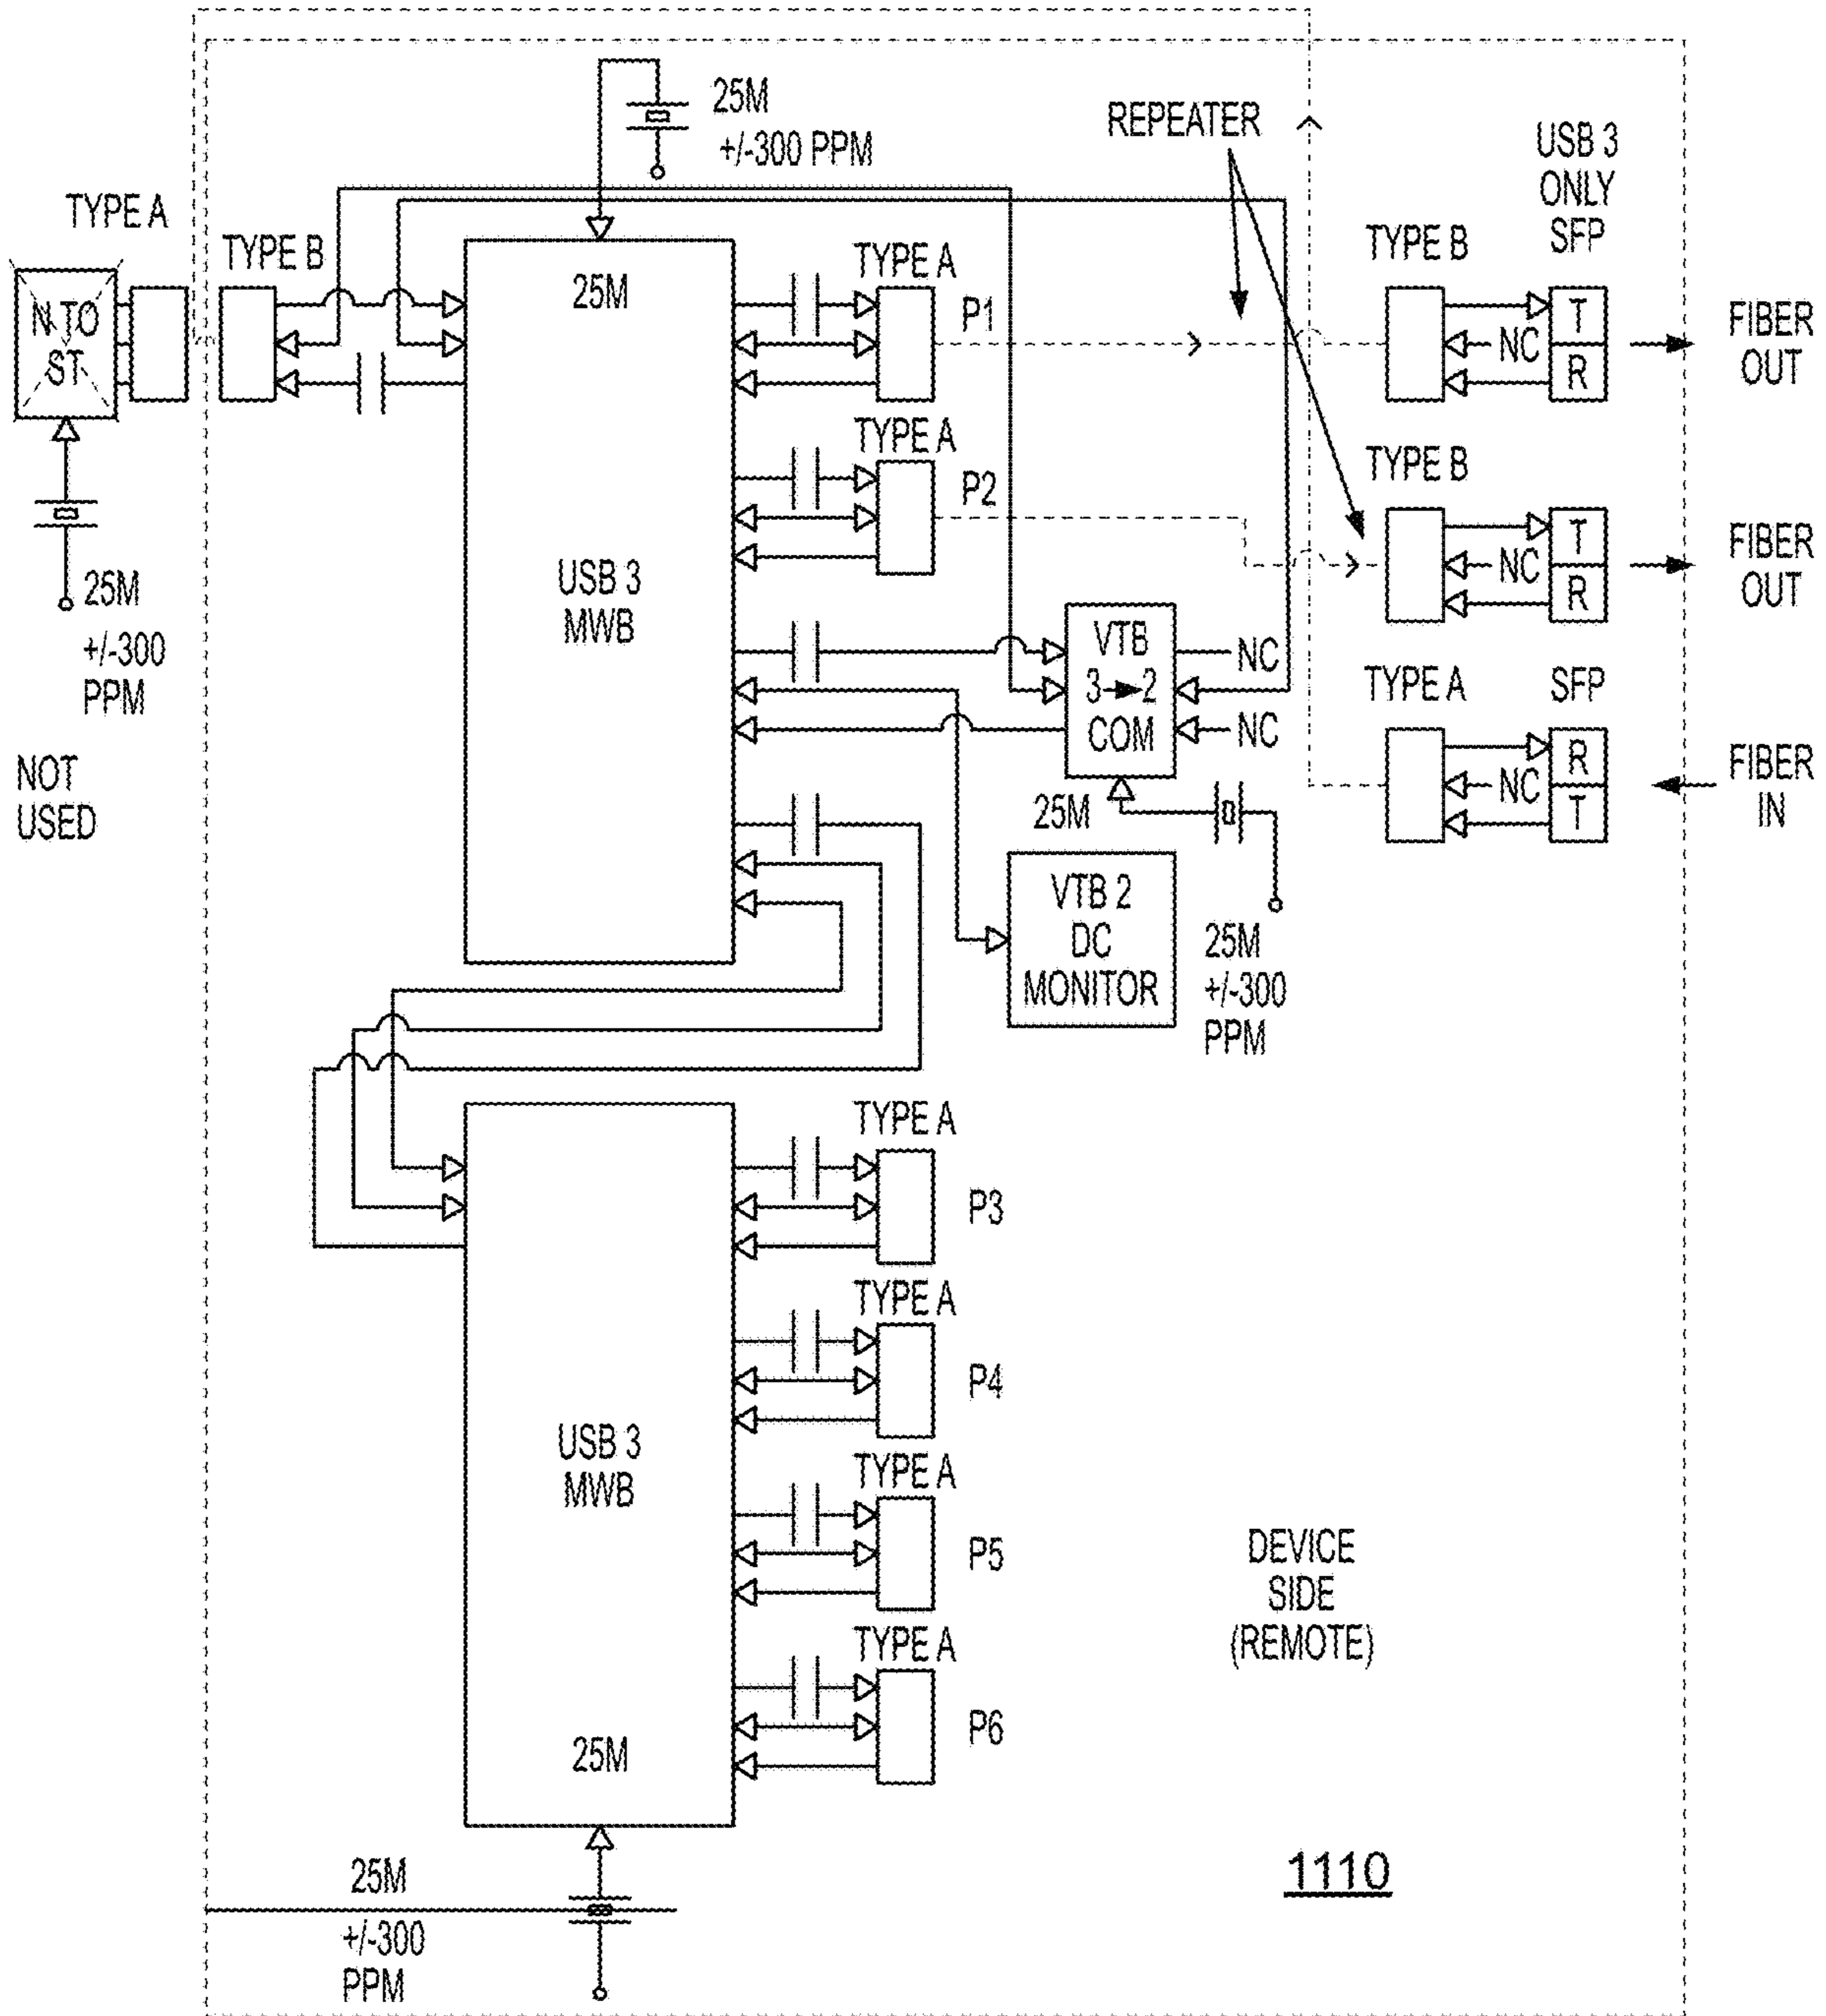 25M
+/-300 PPM
REPEATER
USB 3
ONLY
SFP
TYPE A
TYPE B
N TO
ST
25M
+/-300
PPM
NOT
USED
25M
USB 3
MWB
TYPE A
P1
TYPE A
P2
TYPE B
NC
T
R
FIBER
OUT
TYPE B
NC
T
R
FIBER
OUT
VTB
3 2
COM
NC
NC
TYPE A
SFP
NC
R
T
FIBER
IN
25M
25M
+/-300
PPM
VTB 2
DC
MONITOR
USB 3
MWB
25M
TYPE A
P3
TYPE A
P4
TYPE A
P5
TYPE A
P6
DEVICE
SIDE
(REMOTE)
25M
+/-300
PPM
1110